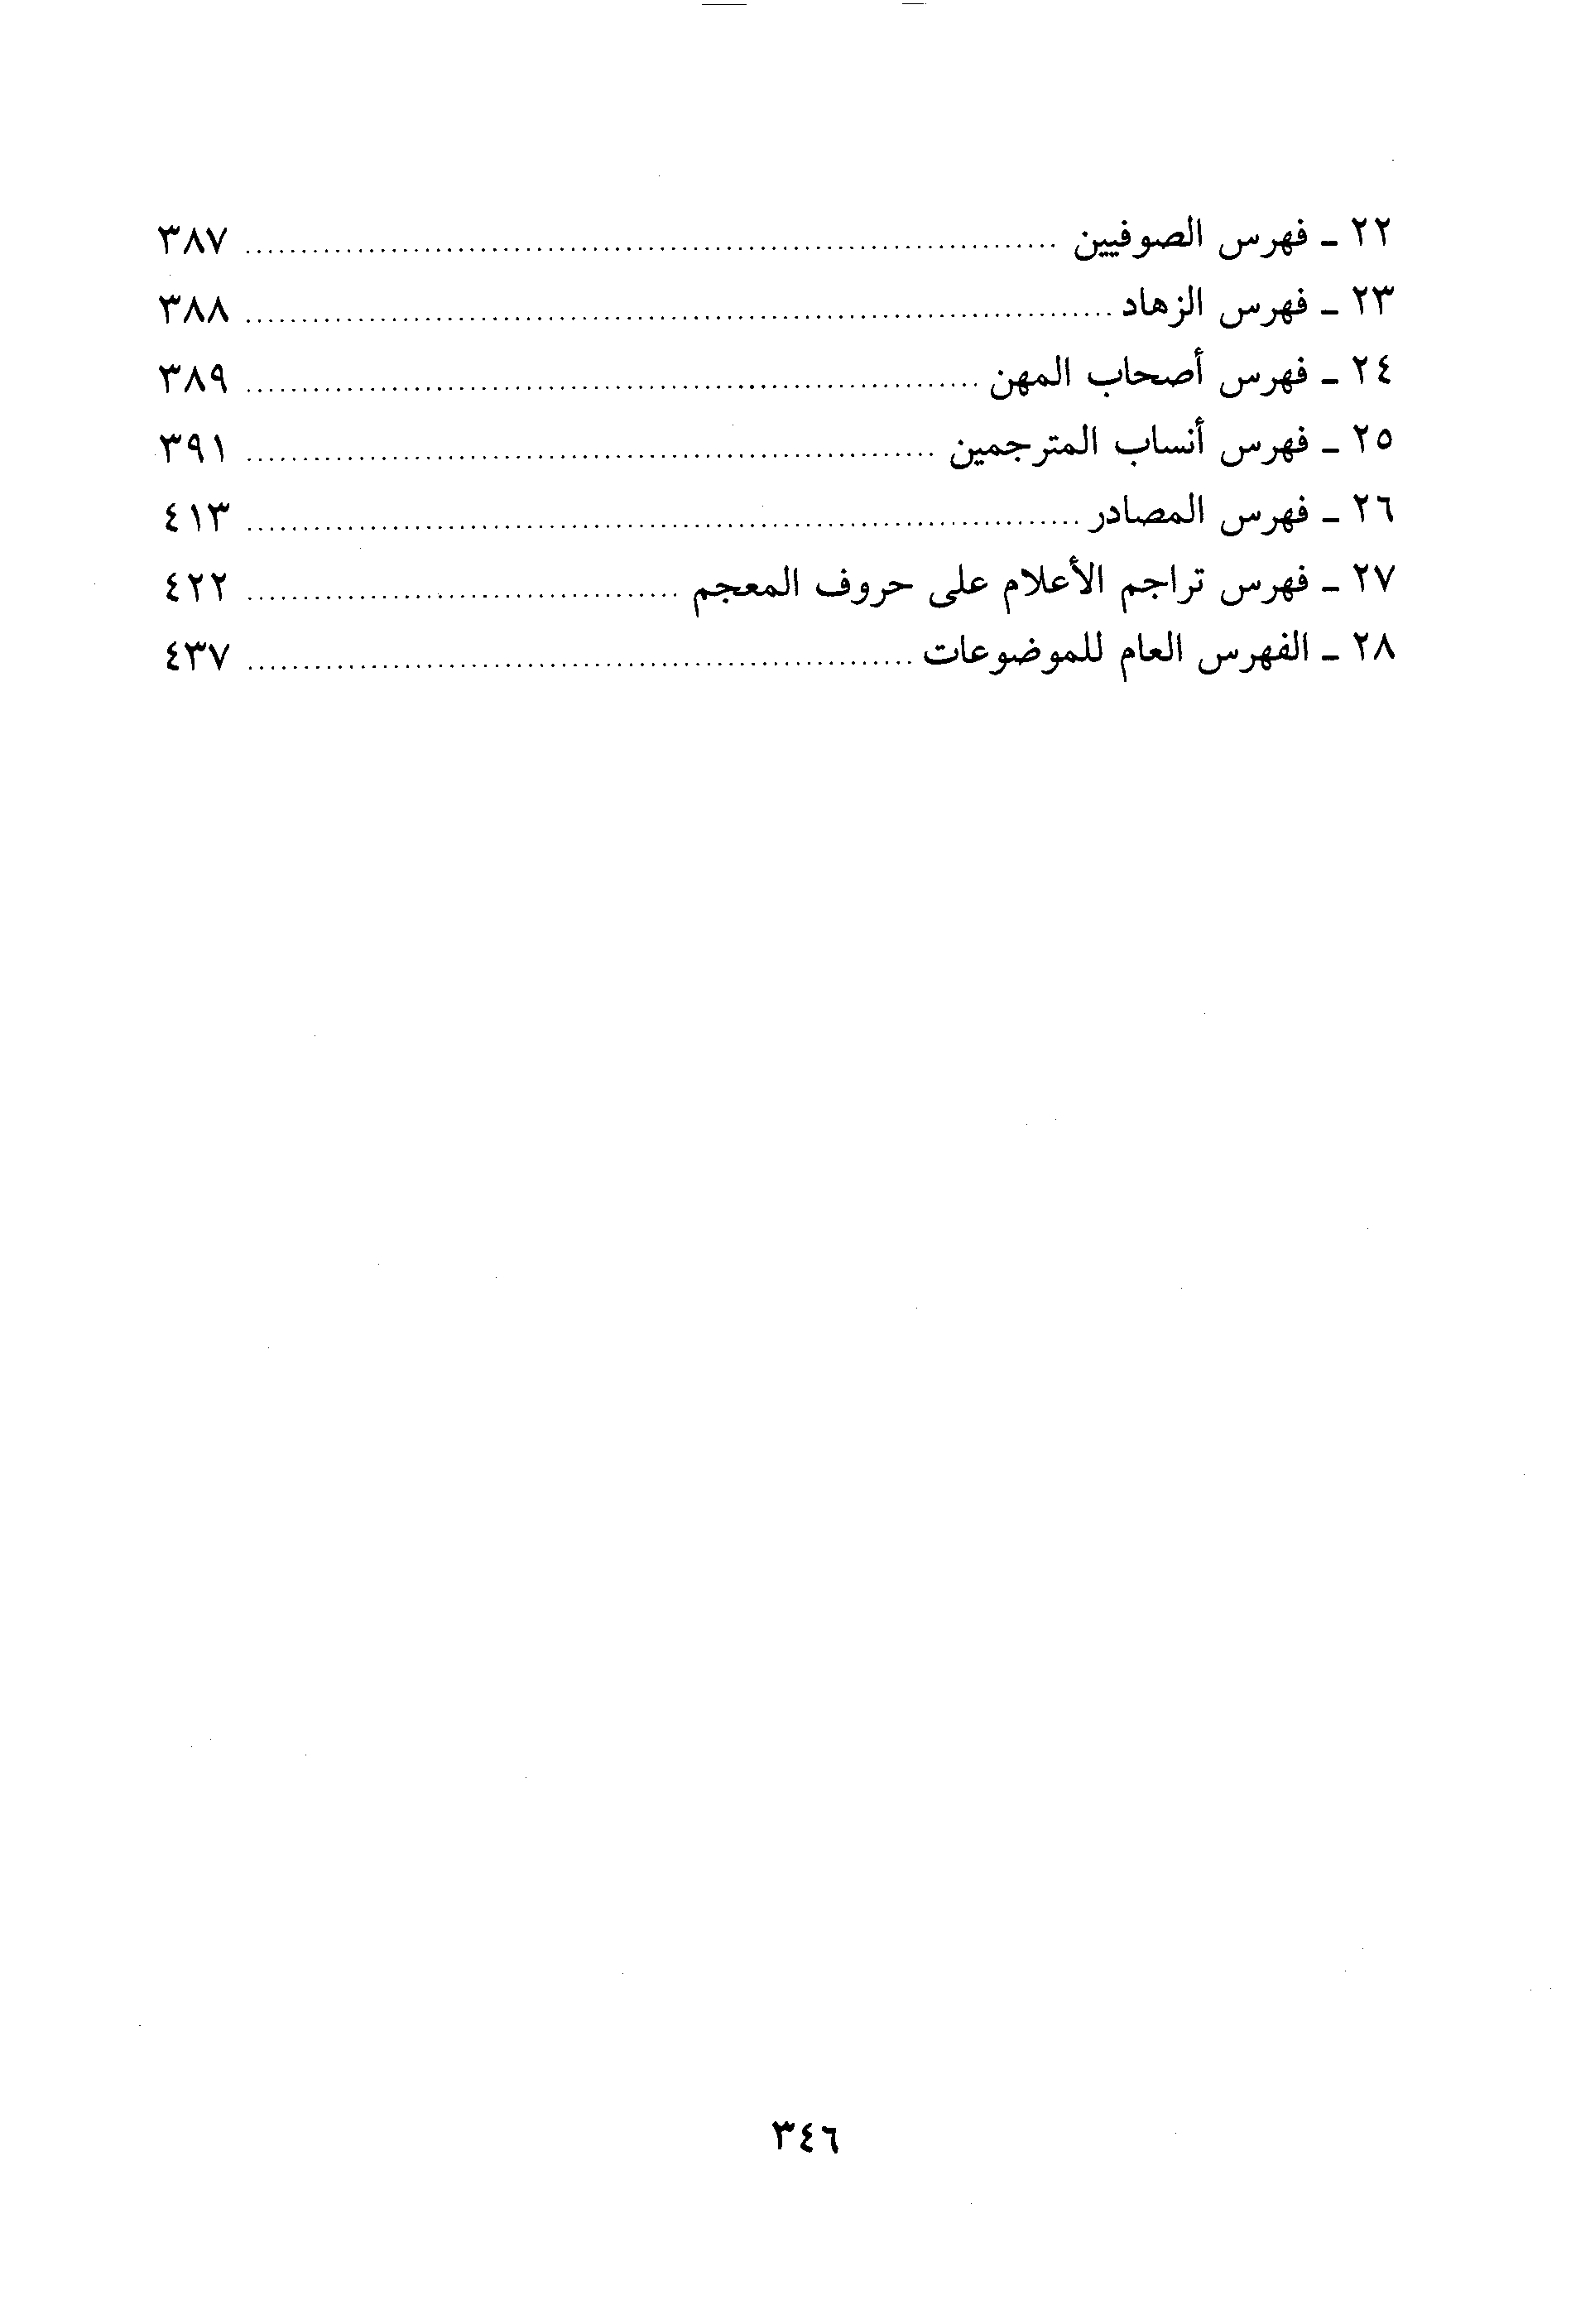 ٢٢ ـ فهرس الصوفيين ........................................ ٣٨٧
٢٣ ـ فهرس الزهاد ........................................ ٣٨٨
٢٤ ـ فهرس أصحاب المهن ........................................ ٣٨٩
٢٥ ـ فهرس أنساب المترجمين ........................................ ٣٩١
٢٦ ـ فهرس المصادر ........................................ ٤١٣
٢٧ ـ فهرس تراجم الأعلام على حروف المعجم ........................................ ٤٢٢
٢٨ ـ الفهرس العام للموضوعات ........................................ ٤٣٧
٣٤٦